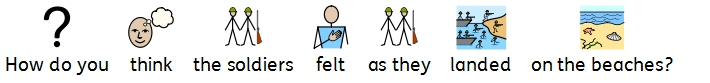 How do you think the soldiers felt as they landed on the beaches?